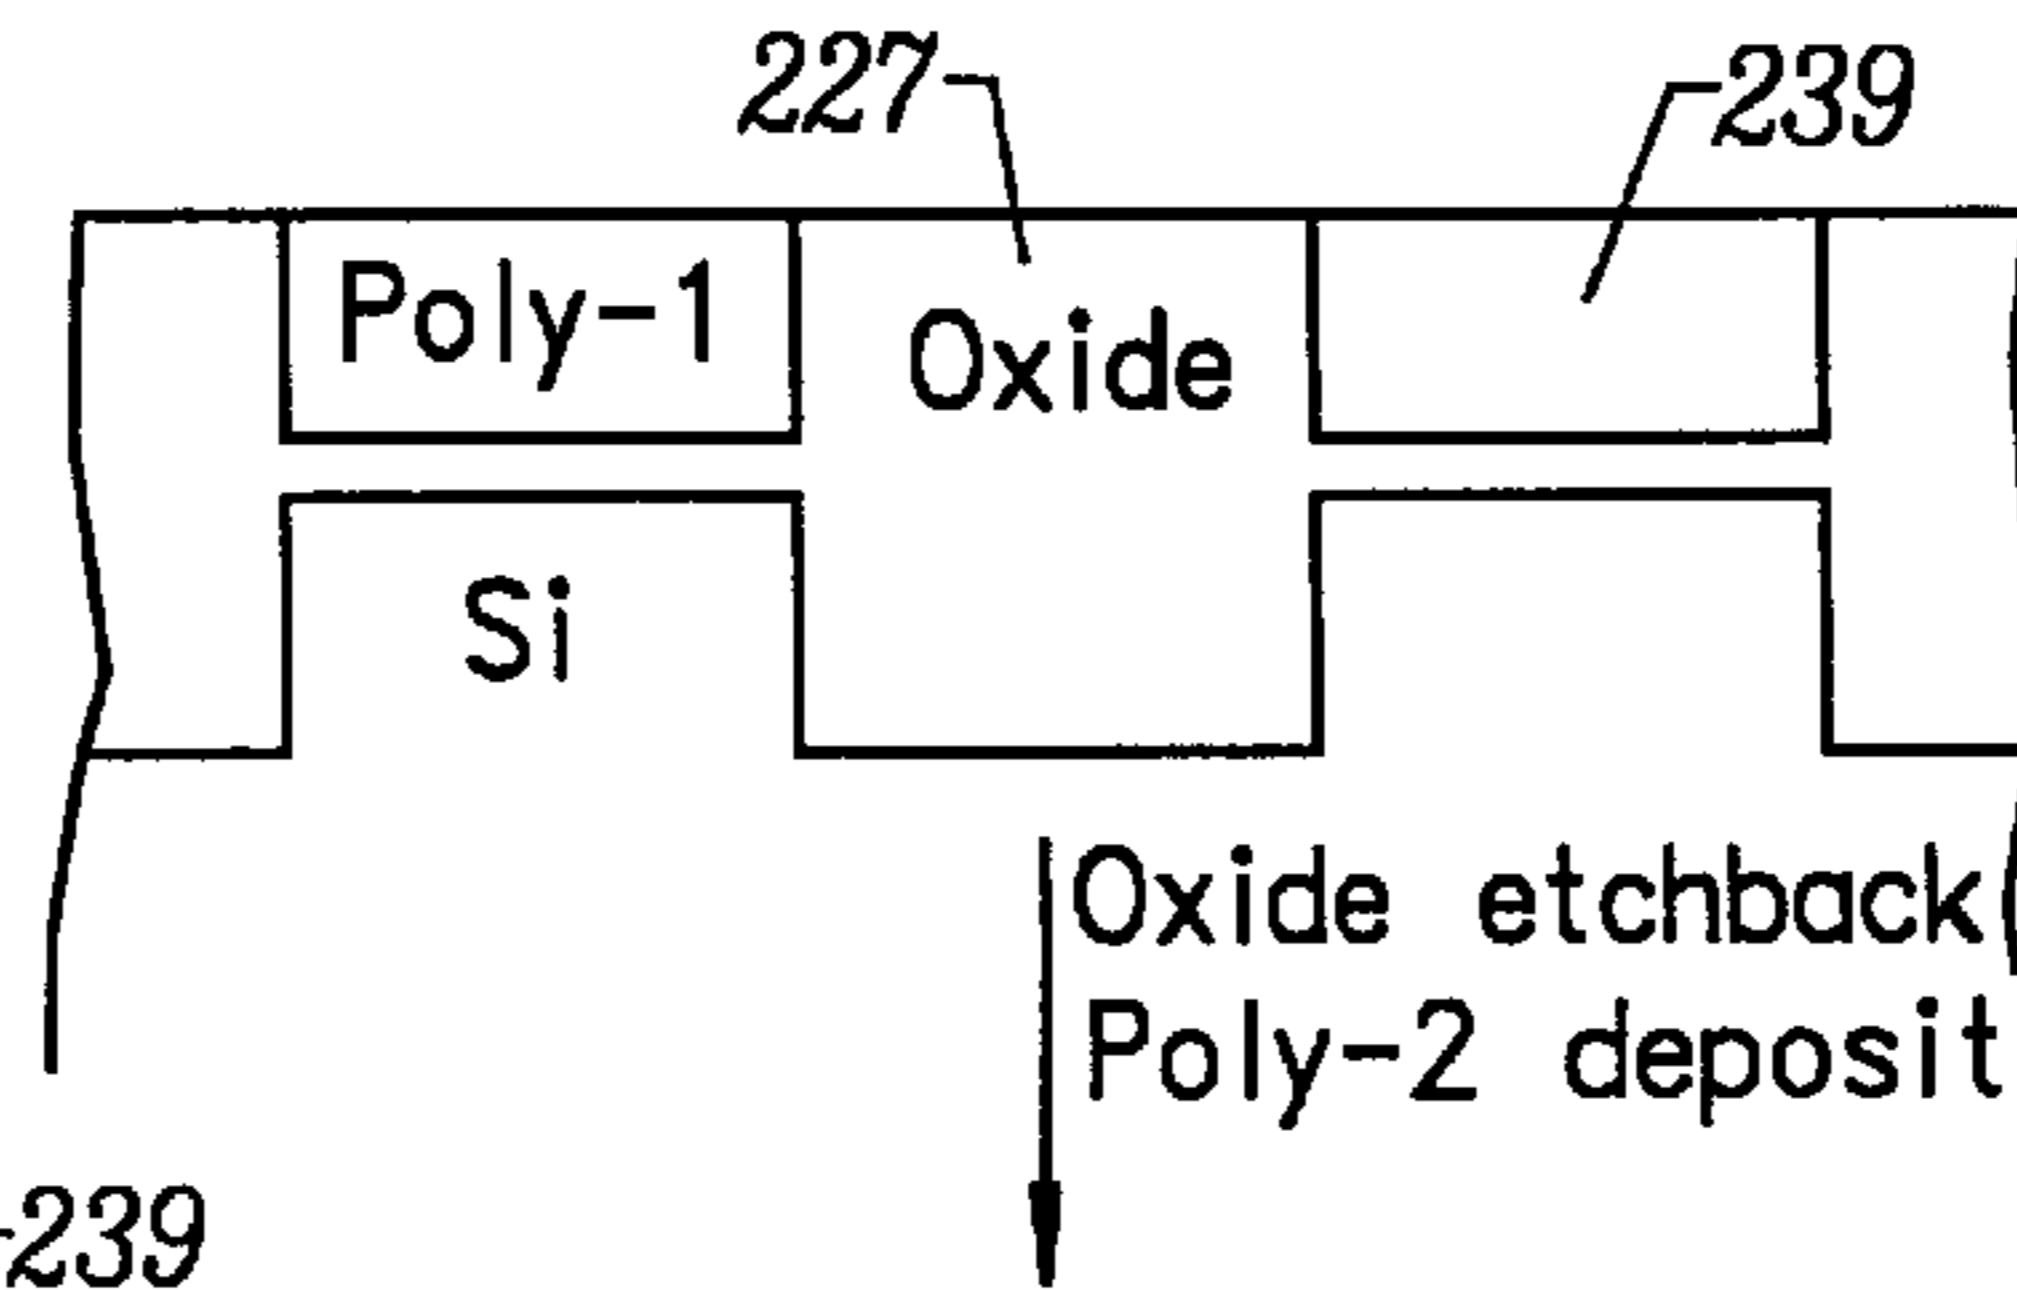 227
239
Poly-1
Oxide
Si
Oxide etchback(
Poly-2 deposit
239